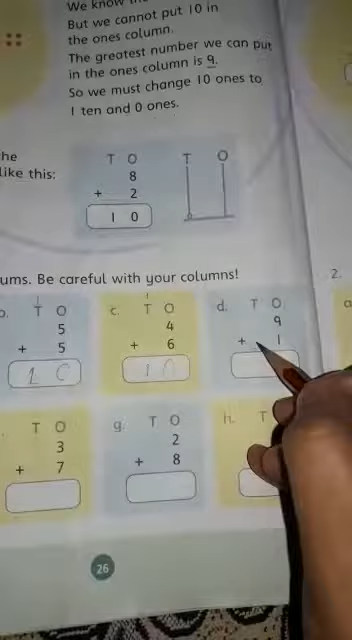 We know
But we cannot put 10 in
the ones column.
The greatest number we can put
in the ones column is 9.
So we must change 10 ones to
1 ten and 0 ones.
he
like this:
T O
8
+ 2
1 0
T O
ums. Be careful with your columns!
2.
b. T O
5
+ 5
1 0
c. T O
4
+ 6
1 0
d. T O
9
+ 1
a
T O
3
+ 7
g. T O
2
+ 8
h. T
26